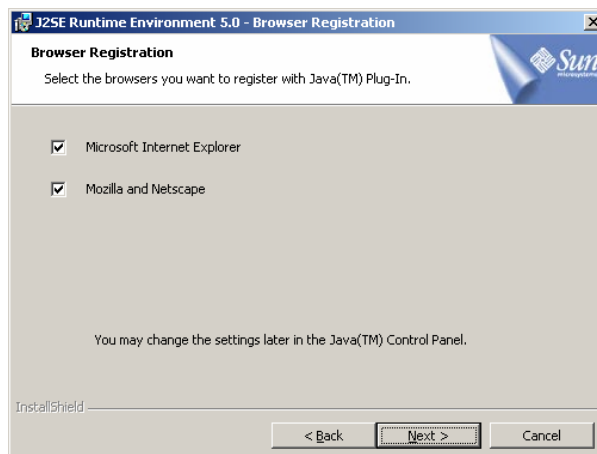 J2SE Runtime Environment 5.0 - Browser Registration
Browser Registration
Select the browsers you want to register with Java(TM) Plug-In.
Sun
microsystems
Microsoft Internet Explorer
Mozilla and Netscape
You may change the settings later in the Java(TM) Control Panel.
InstallShield
< Back Next > Cancel